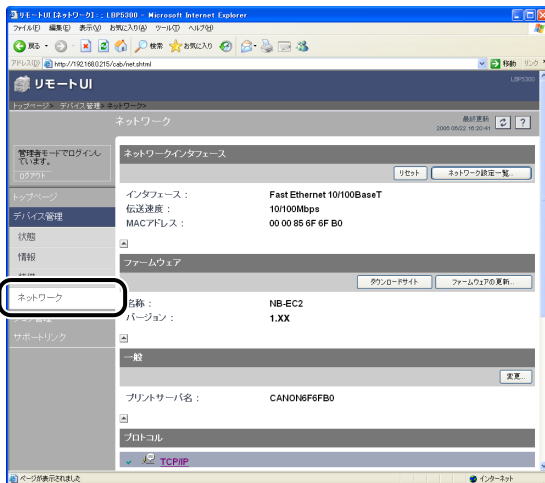 リモートUI [ネットワーク] : ; LBP5300 - Microsoft Internet Explorer
ファイル(F) 編集(E) 表示(V) お気に入り(A) ツール(T) ヘルプ(H)
戻る 検索 お気に入り
アドレス(D) http://192.168.0.215/cab/net.shtml 移動 リンク
リモートUI LBP5300
トップページ> デバイス管理> ネットワーク>
ネットワーク
最終更新
2006 06/22 16:20:41
管理者モードでログインしています。
ログアウト
トップページ
デバイス管理
状態
情報
ネットワーク
サポートリンク
ネットワークインタフェース
リセット ネットワーク設定一覧...
インタフェース : Fast Ethernet 10/100BaseT
伝送速度 : 10/100Mbps
MACアドレス : 00 00 85 6F 6F B0
ファームウェア
ダウンロードサイト ファームウェアの更新...
名称 : NB-EC2
バージョン : 1.XX
一般
変更...
プリントサーバ名 : CANON6F6FB0
プロトコル
TCP/IP
ページが表示されました インターネット